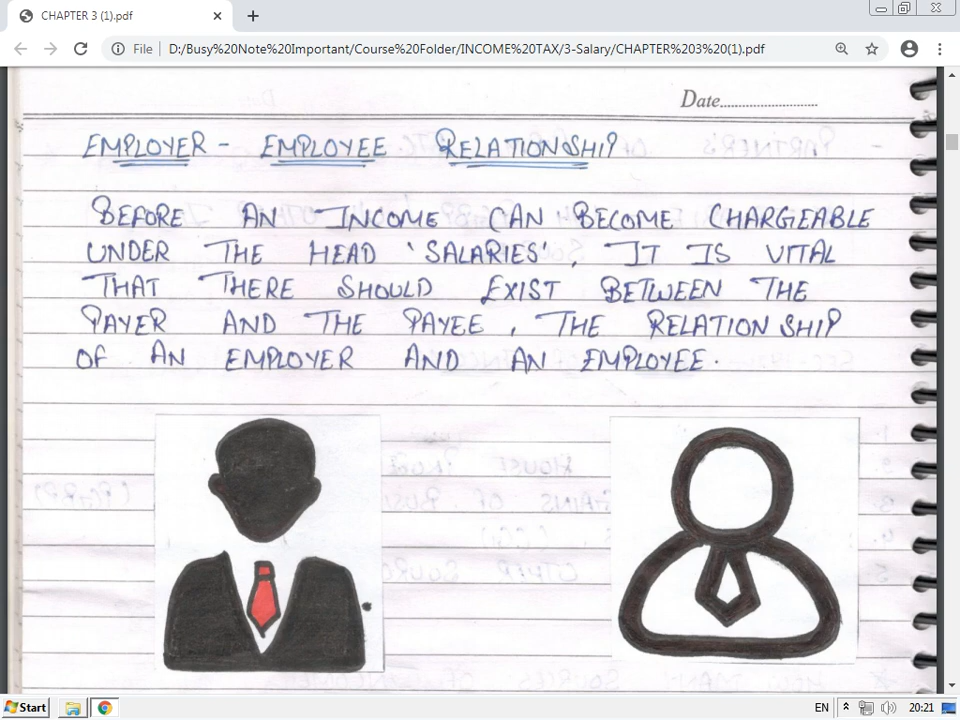 CHAPTER 3 (1).pdf
File
D:/Busy%20Note%20Important/Course%20Folder/INCOME%20TAX/3-Salary/CHAPTER%203%20(1).pdf
Date
EMPLOYER - EMPLOYEE RELATIONSHIP
BEFORE AN INCOME CAN BECOME CHARGEABLE
UNDER THE HEAD 'SALARIES', IT IS VITAL
THAT THERE SHOULD EXIST BETWEEN THE
PAYER AND THE PAYEE, THE RELATIONSHIP
OF AN EMPLOYER AND AN EMPLOYEE.
Start
EN
20:21